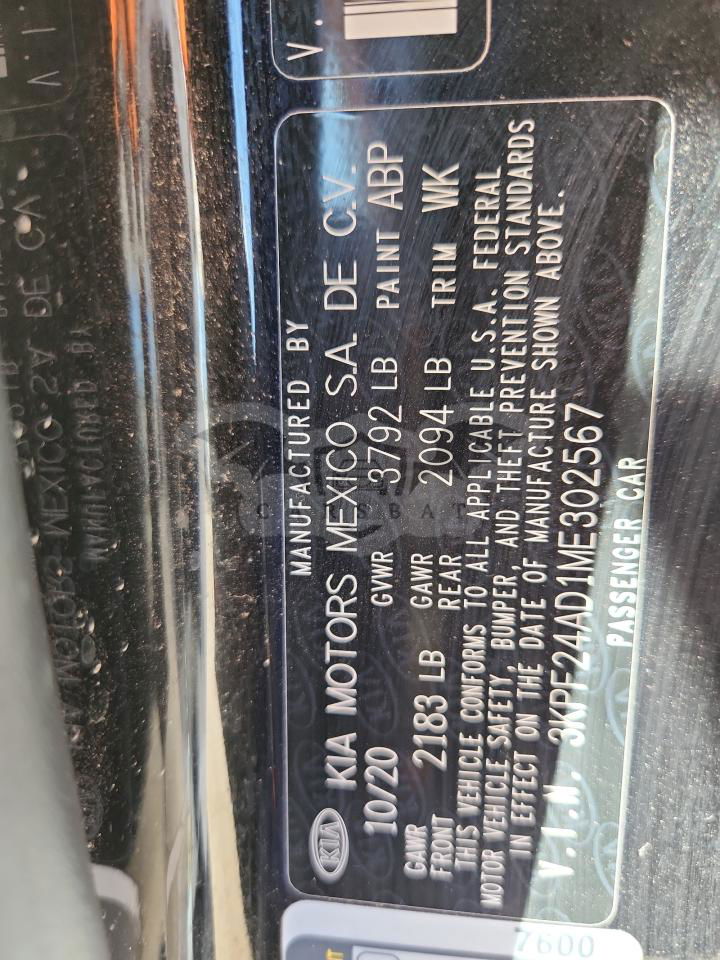 MANUFACTURED BY
KIA KIA MOTORS MEXICO S.A. DE C.V.
10/20 GVWR 3792 LB PAINT ABP
GAWR FRONT 2183 LB GAWR REAR 2094 LB TRIM WK
THIS VEHICLE CONFORMS TO ALL APPLICABLE U.S.A. FEDERAL
MOTOR VEHICLE SAFETY, BUMPER, AND THEFT PREVENTION STANDARDS
IN EFFECT ON THE DATE OF MANUFACTURE SHOWN ABOVE.
V.I.N. 3KPF24AD1ME302567
PASSENGER CAR
7600